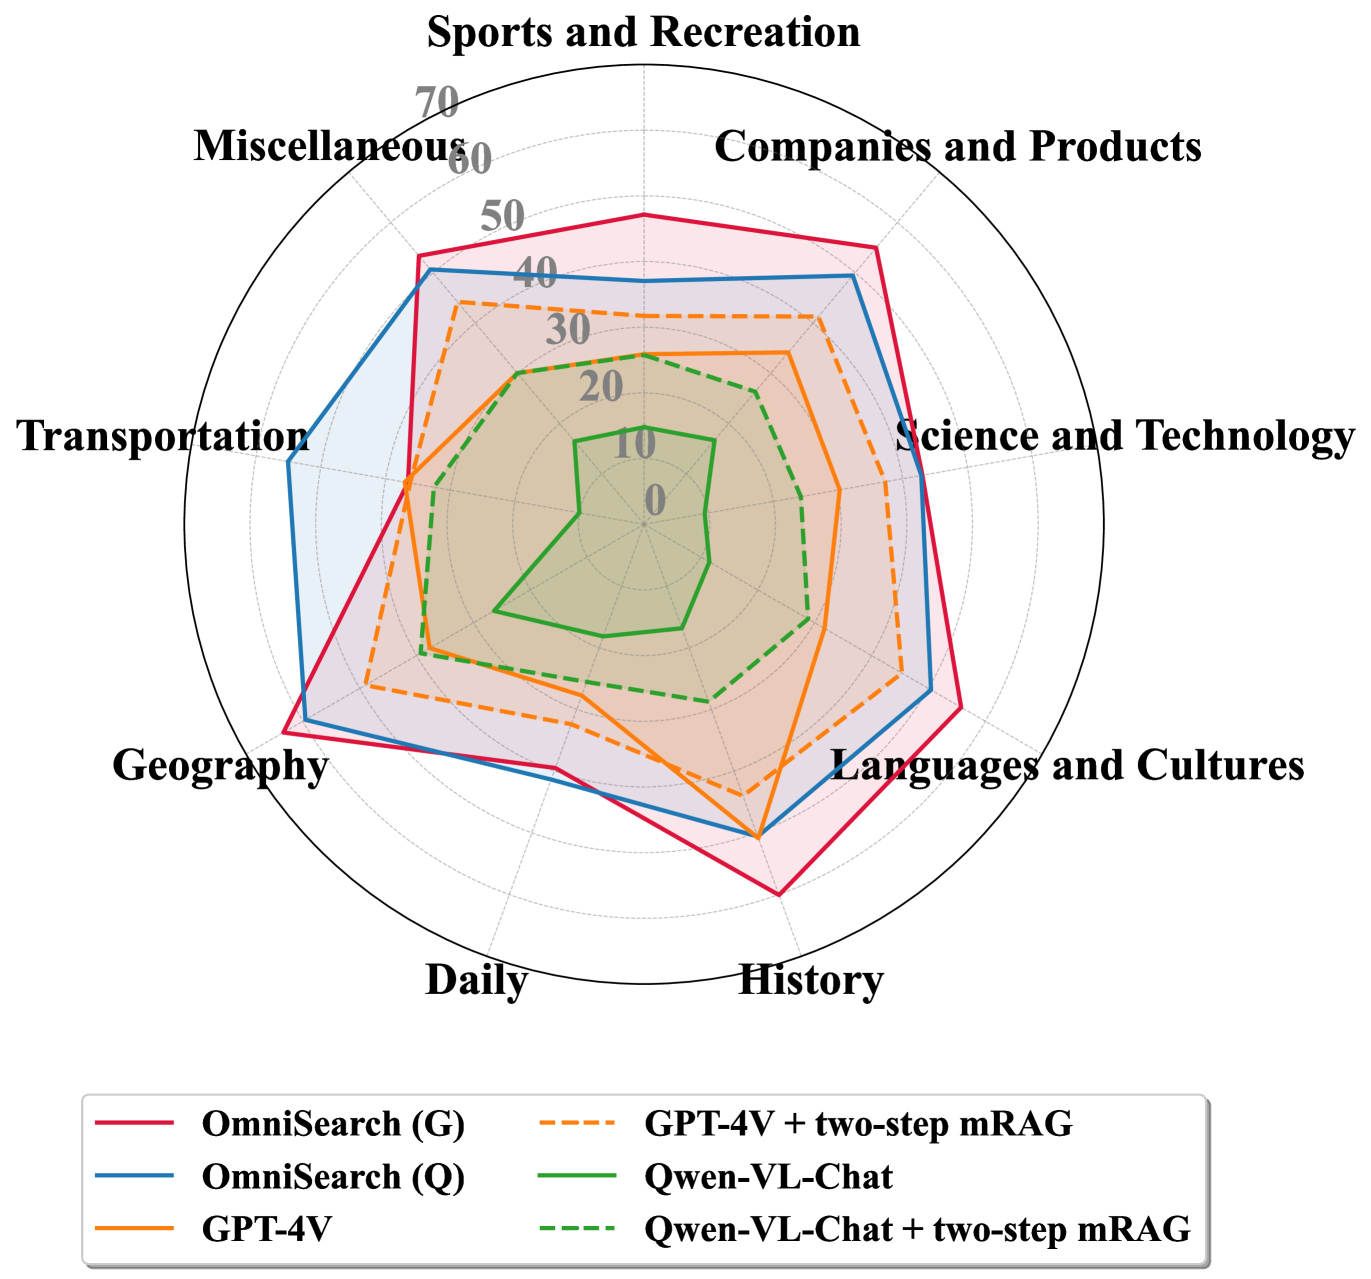 Sports and Recreation
70
Miscellaneous
60
Companies and Products
50
40
30
20
Transportation
10
Science and Technology
0
Geography
Languages and Cultures
Daily
History
OmniSearch (G)
OmniSearch (Q)
GPT-4V
GPT-4V + two-step mRAG
Qwen-VL-Chat
Qwen-VL-Chat + two-step mRAG